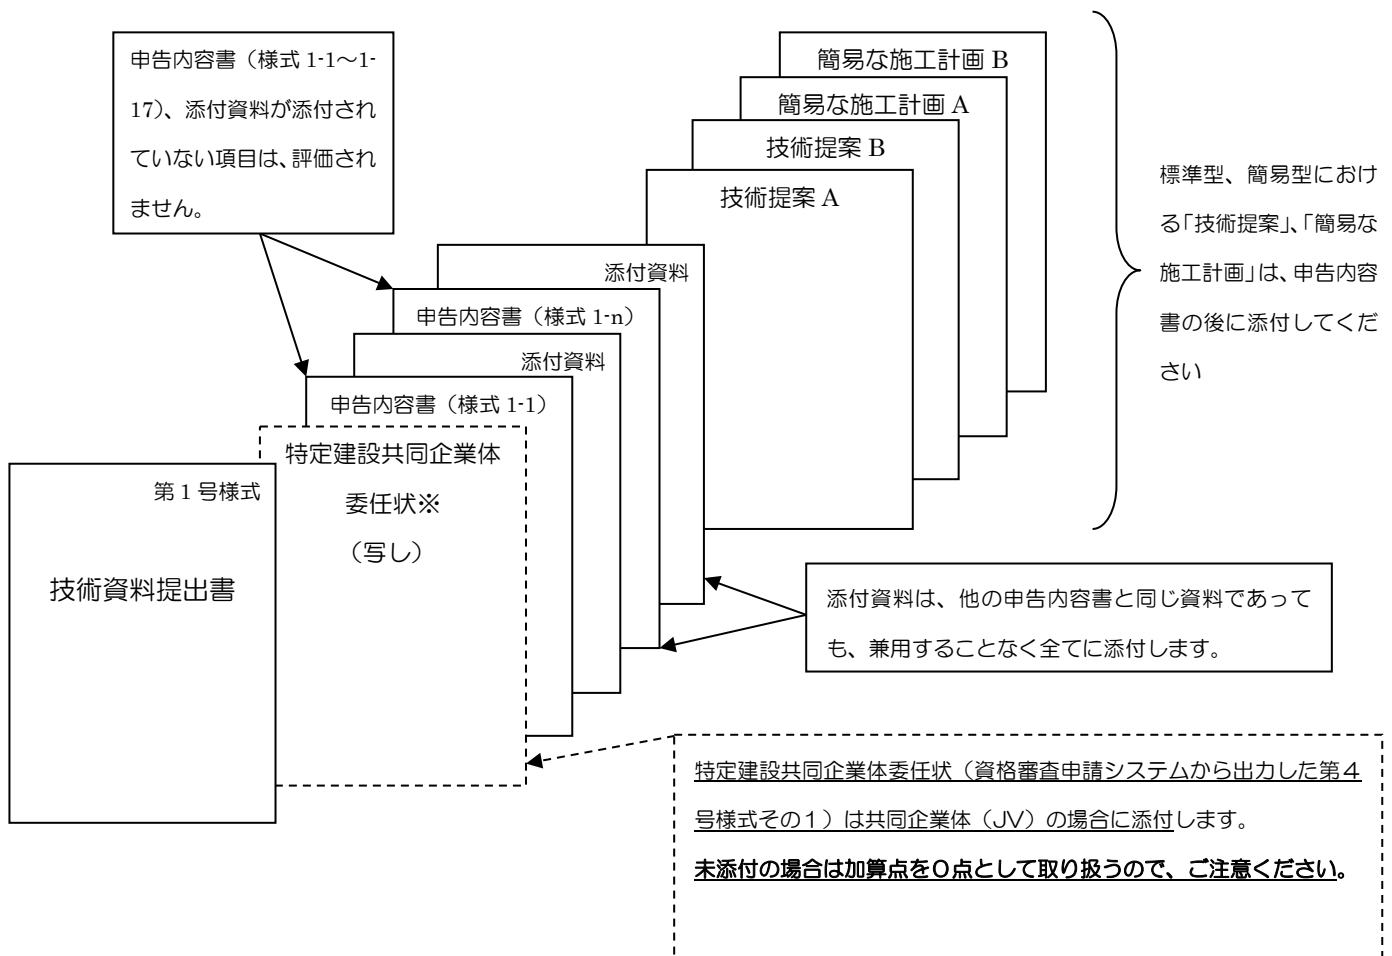 申告内容書（様式 1-1～1-
17）、添付資料が添付され
ていない項目は、評価され
ません。
簡易な施工計画 B
簡易な施工計画 A
技術提案 B
技術提案 A
標準型、簡易型におけ
る「技術提案」、「簡易な
施工計画」は、申告内容
書の後に添付してくだ
さい
添付資料
申告内容書（様式 1-n）
添付資料
申告内容書（様式 1-1）
特定建設共同企業体
委任状※
（写し）
第１号様式
技術資料提出書
添付資料は、他の申告内容書と同じ資料であって
も、兼用することなく全てに添付します。
特定建設共同企業体委任状（資格審査申請システムから出力した第４
号様式その１）は共同企業体（JV）の場合に添付します。
未添付の場合は加算点を０点として取り扱うので、ご注意ください。